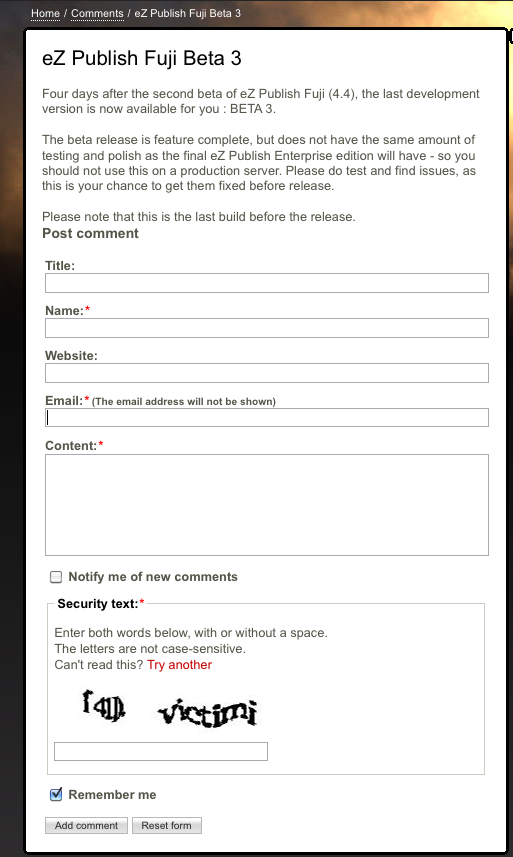 Home / Comments / eZ Publish Fuji Beta 3
eZ Publish Fuji Beta 3
Four days after the second beta of eZ Publish Fuji (4.4), the last development
version is now available for you : BETA 3.
The beta release is feature complete, but does not have the same amount of
testing and polish as the final eZ Publish Enterprise edition will have - so you
should not use this on a production server. Please do test and find issues, as
this is your chance to get them fixed before release.
Please note that this is the last build before the release.
Post comment
Title:
Name:*
Website:
Email:* (The email address will not be shown)
Content:*
Notify me of new comments
Security text:*
Enter both words below, with or without a space.
The letters are not case-sensitive.
Can't read this? Try another
Remember me
Add comment Reset form